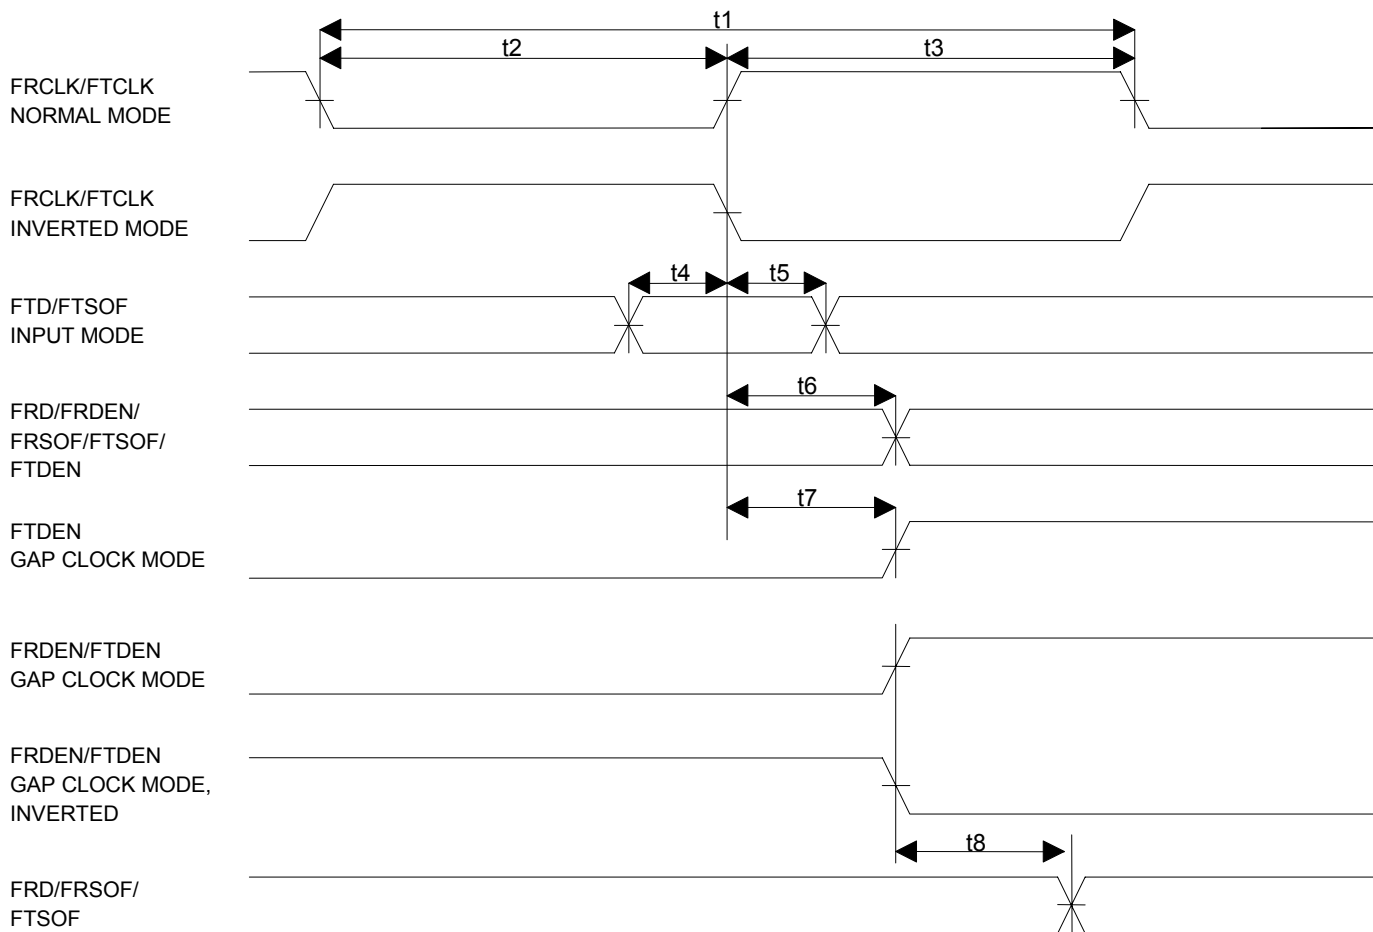 t1
t2
t3
FRCLK/FTCLK
NORMAL MODE
FRCLK/FTCLK
INVERTED MODE
t4
t5
FTD/FTSOF
INPUT MODE
t6
FRD/FRDEN/
FRSOF/FTSOF/
FTDEN
t7
FTDEN
GAP CLOCK MODE
FRDEN/FTDEN
GAP CLOCK MODE
FRDEN/FTDEN
GAP CLOCK MODE,
INVERTED
t8
FRD/FRSOF/
FTSOF